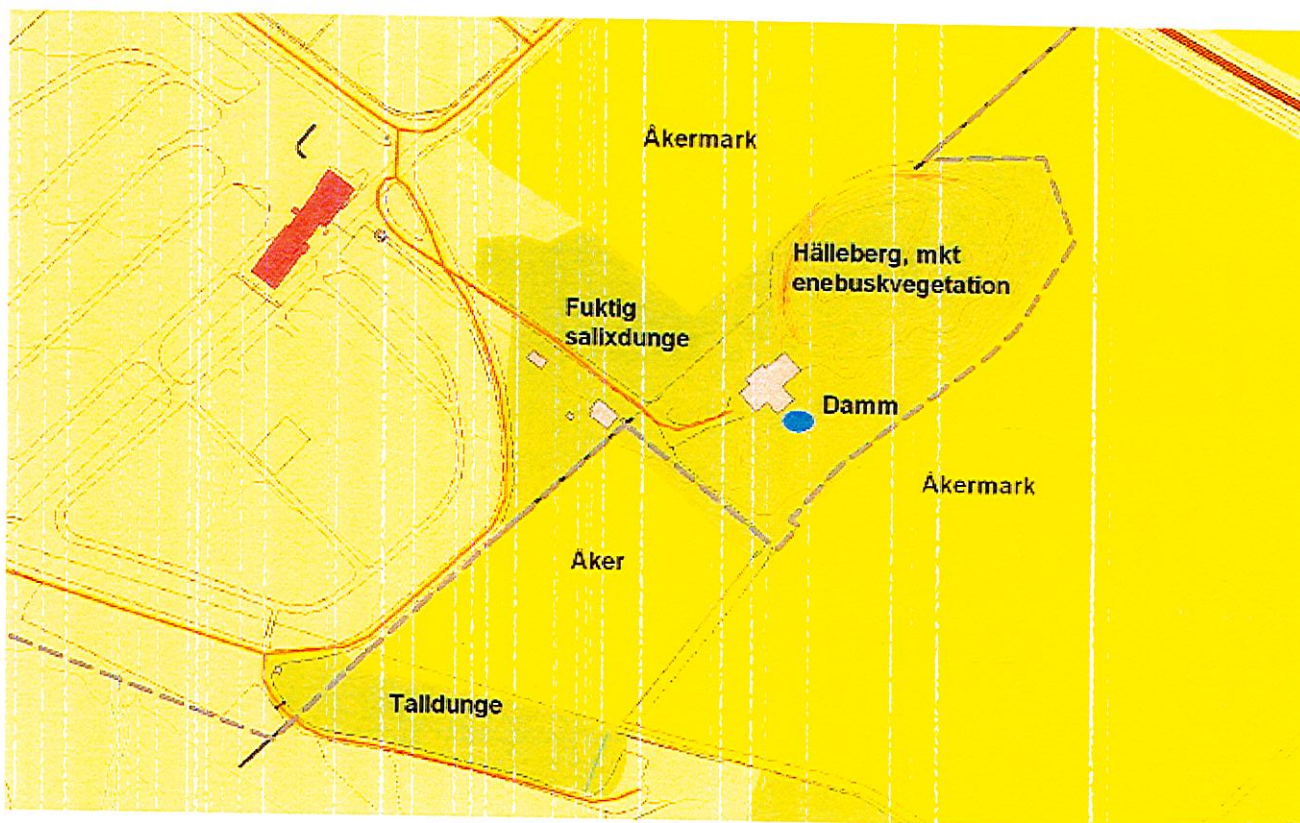 Åkermark
Hälleberg, mkt
enebuskvegetation
Fuktig
salixdunge
Damm
Åkermark
Åker
Talldunge